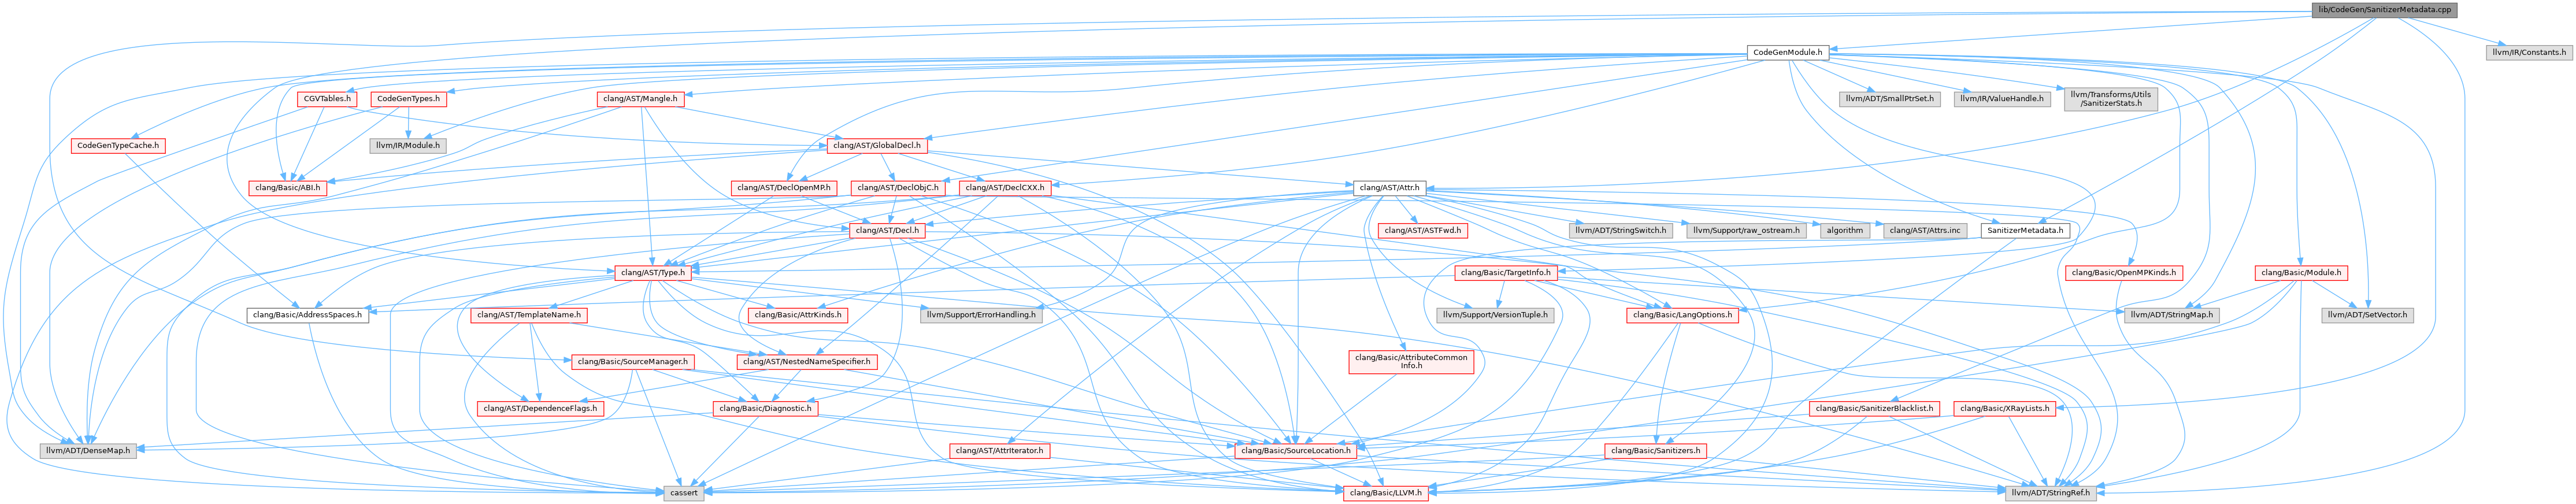 lib/CodeGen/SanitizerMetadata.cpp
CodeGenModule.h
llvm/IR/Constants.h
CGVTables.h
CodeGenTypes.h
clang/AST/Mangle.h
llvm/ADT/SmallPtrSet.h
llvm/IR/ValueHandle.h
llvm/Transforms/Utils
/SanitizerStats.h
CodeGenTypeCache.h
llvm/IR/Module.h
clang/AST/GlobalDecl.h
clang/Basic/ABI.h
clang/AST/DeclOpenMP.h
clang/AST/DeclObjC.h
clang/AST/DeclCXX.h
clang/AST/Attr.h
clang/AST/Decl.h
clang/AST/ASTFwd.h
llvm/ADT/StringSwitch.h
llvm/Support/raw_ostream.h
algorithm
clang/AST/Attrs.inc
SanitizerMetadata.h
clang/AST/Type.h
clang/Basic/TargetInfo.h
clang/Basic/OpenMPKinds.h
clang/Basic/Module.h
clang/Basic/AddressSpaces.h
clang/AST/TemplateName.h
clang/Basic/AttrKinds.h
llvm/Support/ErrorHandling.h
llvm/Support/VersionTuple.h
clang/Basic/LangOptions.h
llvm/ADT/StringMap.h
llvm/ADT/SetVector.h
clang/Basic/SourceManager.h
clang/AST/NestedNameSpecifier.h
clang/Basic/AttributeCommon
Info.h
clang/AST/DependenceFlags.h
clang/Basic/Diagnostic.h
clang/Basic/SanitizerBlacklist.h
clang/Basic/XRayLists.h
llvm/ADT/DenseMap.h
clang/AST/AttrIterator.h
clang/Basic/SourceLocation.h
clang/Basic/Sanitizers.h
cassert
clang/Basic/LLVM.h
llvm/ADT/StringRef.h